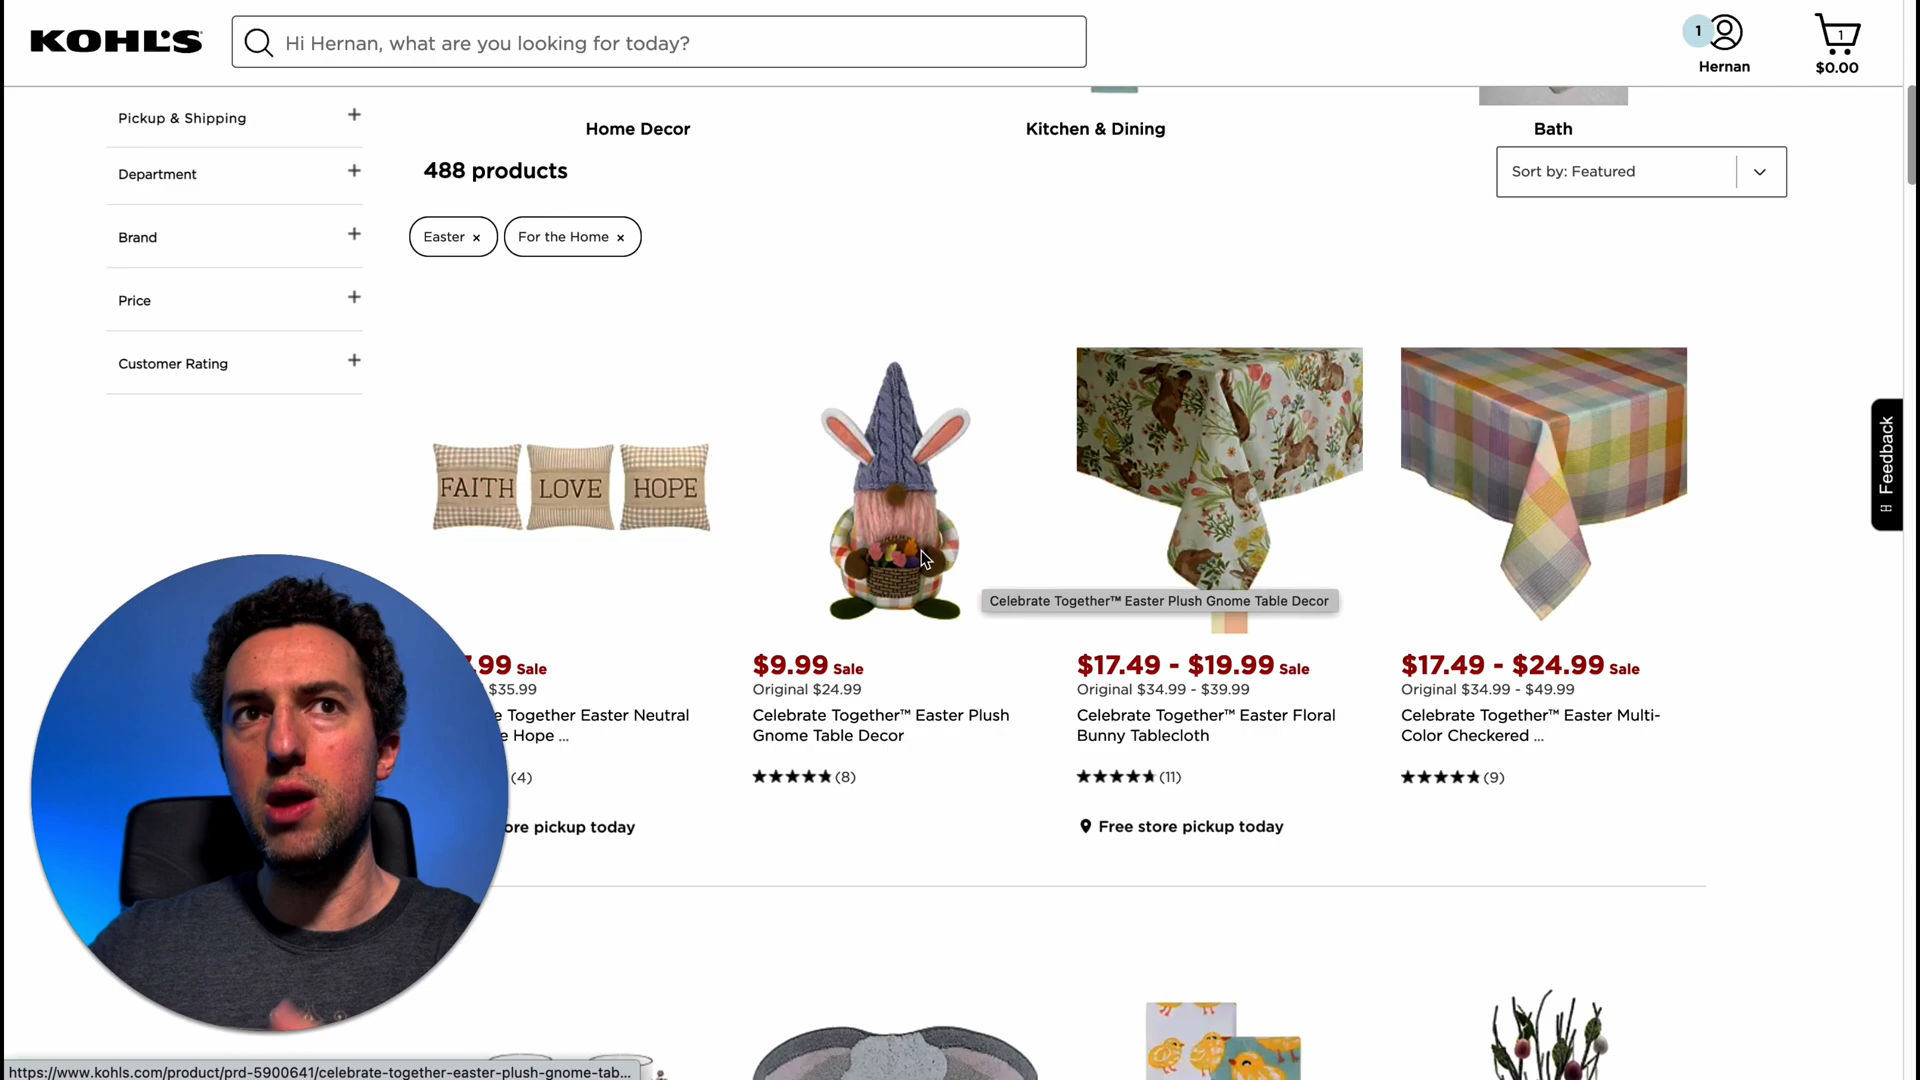 KOHL'S
Hi Hernan, what are you looking for today?
1
Hernan
1
$0.00
Pickup & Shipping +
Department +
Brand +
Price +
Customer Rating +
Home Decor
Kitchen & Dining
Bath
488 products
Sort by: Featured
Easter ×
For the Home ×
Feedback
FAITH
LOVE
HOPE
Celebrate Together™ Easter Plush Gnome Table Decor
.99 Sale
$35.99
e Together Easter Neutral
e Hope ...
(4)
ore pickup today
$9.99 Sale
Original $24.99
Celebrate Together™ Easter Plush
Gnome Table Decor
(8)
$17.49 - $19.99 Sale
Original $34.99 - $39.99
Celebrate Together™ Easter Floral
Bunny Tablecloth
(11)
Free store pickup today
$17.49 - $24.99 Sale
Original $34.99 - $49.99
Celebrate Together™ Easter Multi-
Color Checkered ...
(9)
https://www.kohls.com/product/prd-5900641/celebrate-together-easter-plush-gnome-tab...